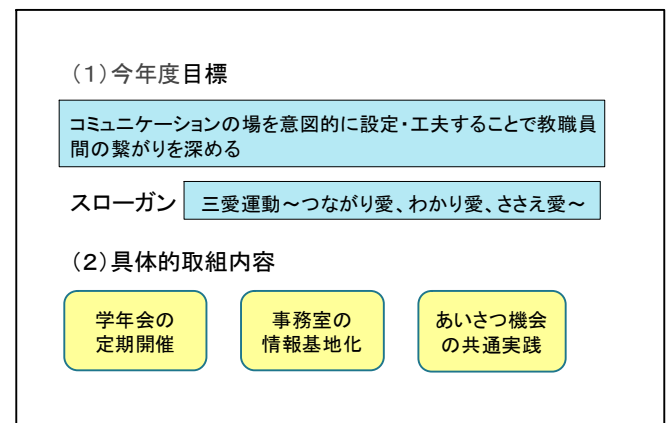 （１）今年度目標
コミュニケーションの場を意図的に設定・工夫することで教職員
間の繋がりを深める
スローガン 三愛運動～つながり愛、わかり愛、ささえ愛～
（２）具体的取組内容
学年会の
定期開催
事務室の
情報基地化
あいさつ機会
の共通実践